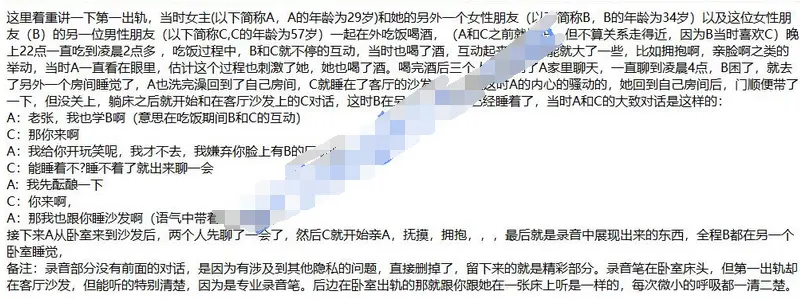 这里着重讲一下第一出轨，当时女主(以下简称A，A的年龄为29岁)和她的另外一个女性朋友（以下简称B，B的年龄为34岁）以及这位女性朋
友（B）的另一位男性朋友（以下简称C,C的年龄为57岁）一起在外吃饭喝酒，（A和C之前就 但不算关系走得近，因为B当时喜欢C）晚
上22点一直吃到凌晨2点多 ，吃饭过程中，B和C就不停的互动，当时也喝了酒，互动起来 能就大了一些，比如拥抱啊，亲脸啊之类的
举动，当时A一直看在眼里，估计这个过程也刺激了她，她也喝了酒。喝完酒后三个人 了A家里聊天，一直聊到凌晨4点，B困了，就去
了另外一个房间睡觉了，A也洗完澡回到了自己房间，C就睡在了客厅的沙发 这时A的内心的骚动的，她回到自己房间后，门顺便带了
一下，但没关上，躺床之后就开始和在客厅沙发上的C对话，这时B在另 已经睡着了，当时A和C的大致对话是这样的：
A：老张，我也学B啊（意思在吃饭期间B和C的互动）
C：那你来啊
A：我给你开玩笑呢，我才不去，我嫌弃你脸上有B的
C：能睡着不?睡不着了就出来聊一会
A：我先酝酿一下
C：你来啊，
A：那我也跟你睡沙发啊（语气中带着
接下来A从卧室来到沙发后，两个人先聊了一会了，然后C就开始亲A，抚摸，拥抱，，，最后就是录音中展现出来的东西，全程B都在另一个
卧室睡觉，
备注：录音部分没有前面的对话，是因为有涉及到其他隐私的问题，直接删掉了，留下来的就是精彩部分。录音笔在卧室床头，但第一出轨却
在客厅沙发，但能听的特别清楚，因为是专业录音笔。后边在卧室出轨的那就跟你跟她在一张床上听是一样的，每次微小的呼吸都一清二楚。